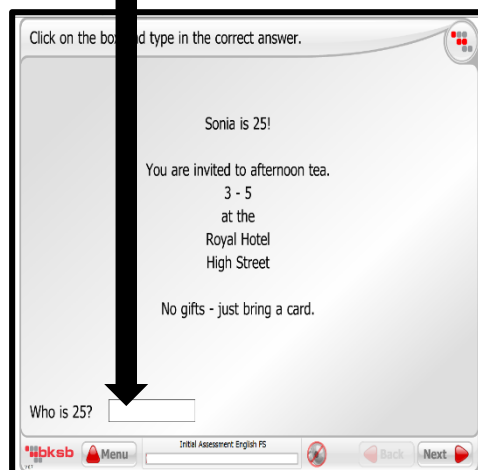 Click on the bo nd type in the correct answer.
Sonia is 25!
You are invited to afternoon tea.
3 - 5
at the
Royal Hotel
High Street
No gifts - just bring a card.
Who is 25?
bksb Menu Initial Assessment English FS Back Next